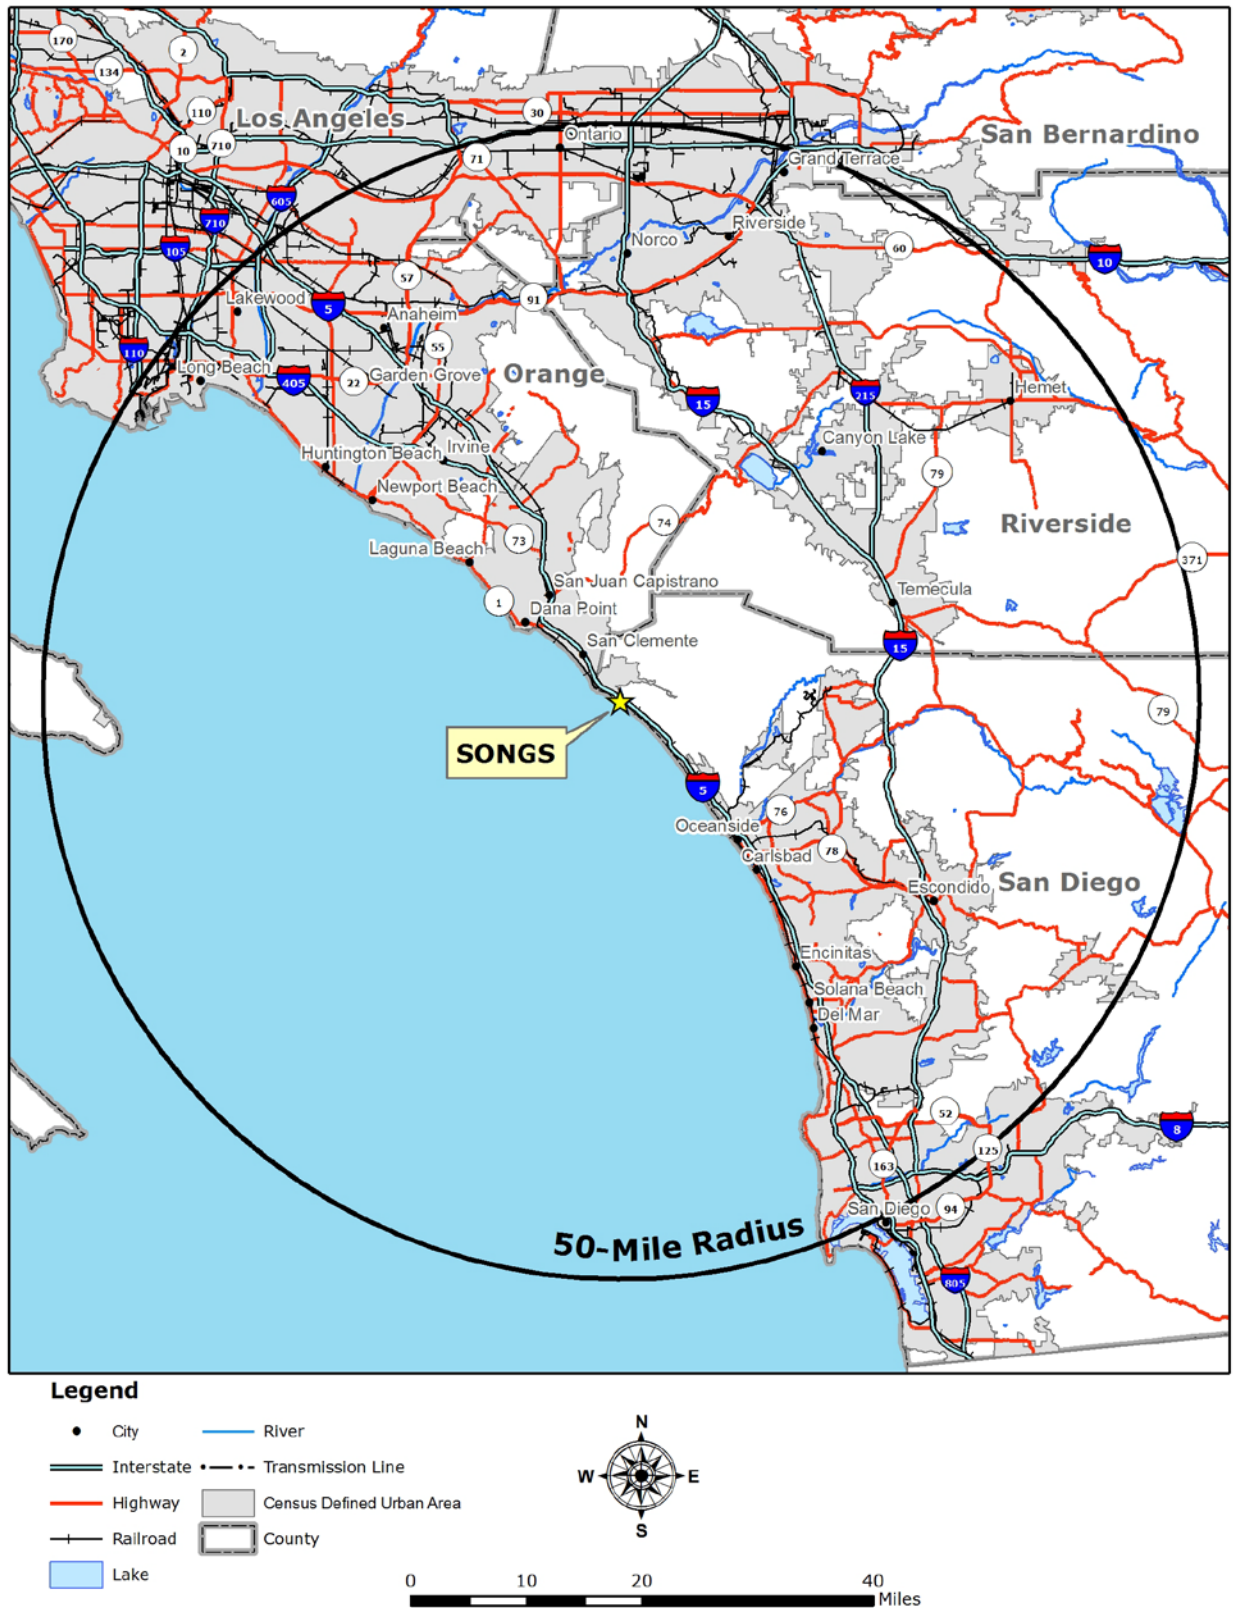 170
2
134
110
Los Angeles
30
Ontario
San Bernardino
10
710
71
Grand Terrace
605
710
Riverside
105
Norco
60
10
57
Lakewood
91
5
Anaheim
110
55
Long Beach
Garden Grove
Orange
405
22
15
215
Hemet
Canyon Lake
Huntington Beach
Irvine
79
Newport Beach
74
Riverside
73
Laguna Beach
371
San Juan Capistrano
Temecula
1
Dana Point
San Clemente
15
79
SONGS
5
76
Oceanside
Carlsbad
78
Escondido
San Diego
Encinitas
Solana Beach
Del Mar
52
8
125
163
San Diego
94
50-Mile Radius
805
Legend
City
River
Interstate
Transmission Line
Highway
Census Defined Urban Area
Railroad
County
Lake
N
W
E
S
0
10
20
40
Miles